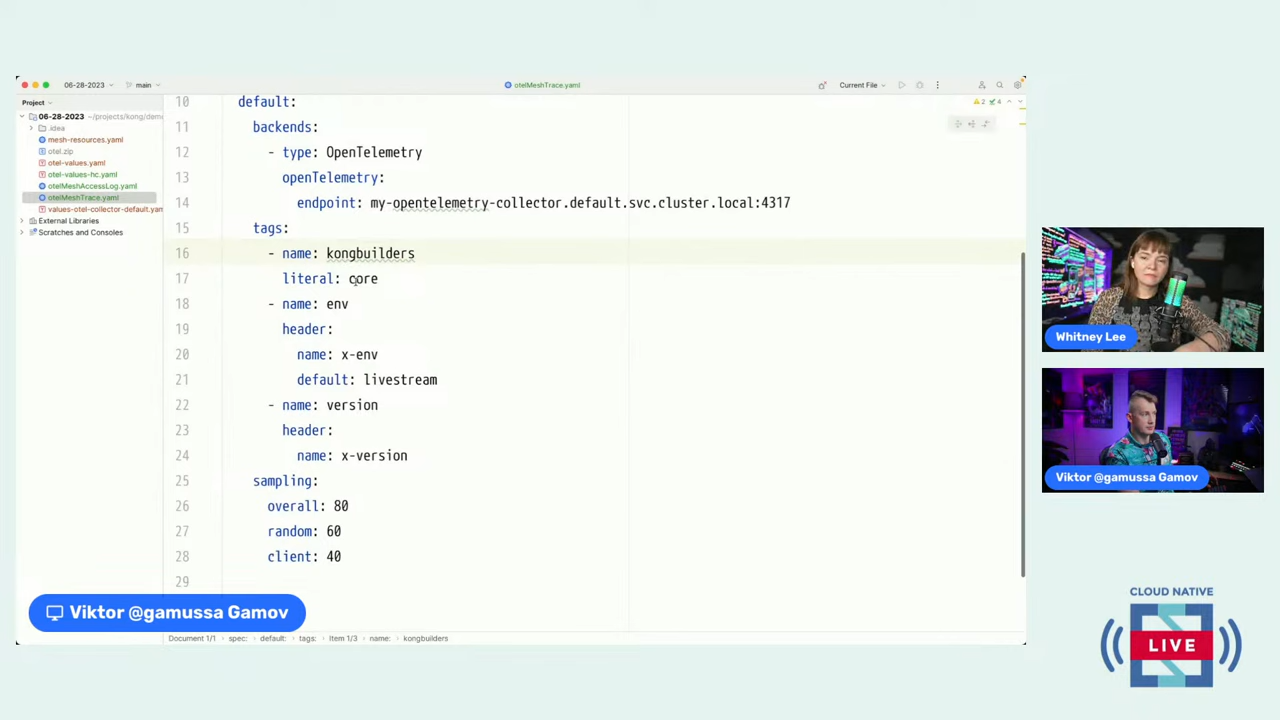 06-28-2023
main
otelMeshTrace.yaml
Current File
Project
06-28-2023 ~/projects/kong/demo
.idea
mesh-resources.yaml
otel.zip
otel-values.yaml
otel-values-hc.yaml
otelMeshAccessLog.yaml
otelMeshTrace.yaml
values-otel-collector-default.yam
External Libraries
Scratches and Consoles
2 4
10 default:
11 backends:
12 - type: OpenTelemetry
13 openTelemetry:
14 endpoint: my-opentelemetry-collector.default.svc.cluster.local:4317
15 tags:
16 - name: kongbuilders
17 literal: core
18 - name: env
19 header:
20 name: x-env
21 default: livestream
22 - name: version
23 header:
24 name: x-version
25 sampling:
26 overall: 80
27 random: 60
28 client: 40
29
Document 1/1 › spec: › default: › tags: › Item 1/3 › name: › kongbuilders
Viktor @gamussa Gamov
Whitney Lee
Viktor @gamussa Gamov
CLOUD NATIVE
LIVE